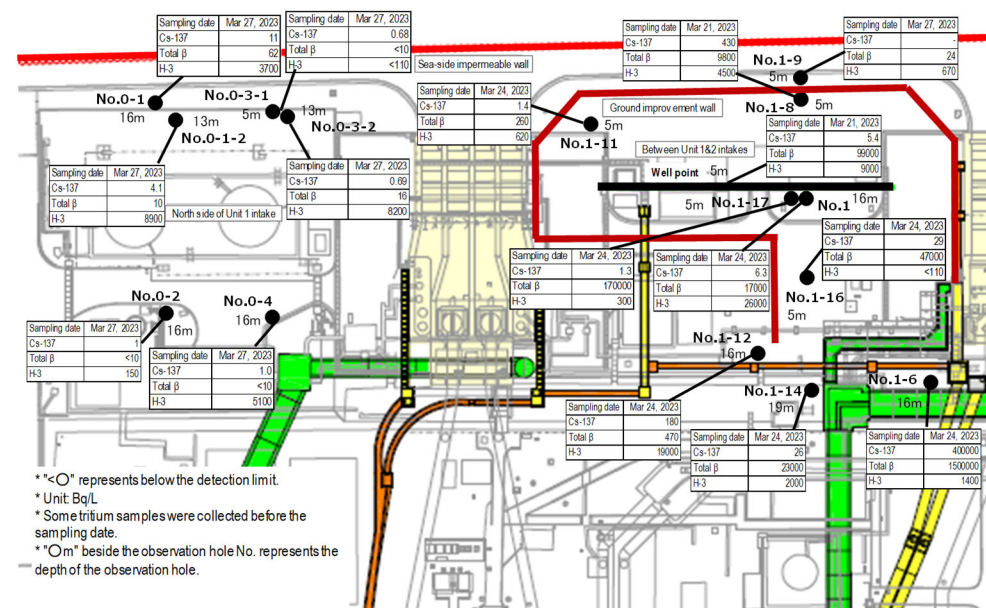 Sampling date Mar 27, 2023
Cs-137 11
Total β 62
H-3 3700
Sampling date Mar 27, 2023
Cs-137 0.68
Total β <10
H-3 <110
Sea-side impermeable wall
Sampling date Mar 21, 2023
Cs-137 430
Total β 9800
H-3 4500
Sampling date Mar 27, 2023
Cs-137 -
Total β 24
H-3 670
No.1-9
5m
No.0-1
16m
No.0-3-1
5m
13m
No.0-1-2
13m
No.0-3-2
Sampling date Mar 24, 2023
Cs-137 1.4
Total β 260
H-3 620
5m
No.1-11
Ground improvement wall
No.1-8
5m
Sampling date Mar 21, 2023
Cs-137 5.4
Total β 99000
H-3 9000
Between Unit 1&2 intakes
Well point
5m
Sampling date Mar 27, 2023
Cs-137 4.1
Total β 10
H-3 8900
North side of Unit 1 intake
Sampling date Mar 27, 2023
Cs-137 0.69
Total β 16
H-3 8200
5m
No.1-17
No.1
16m
Sampling date Mar 24, 2023
Cs-137 29
Total β 47000
H-3 <110
Sampling date Mar 24, 2023
Cs-137 1.3
Total β 170000
H-3 300
Sampling date Mar 24, 2023
Cs-137 6.3
Total β 17000
H-3 26000
No.1-16
5m
No.0-2
16m
No.0-4
16m
Sampling date Mar 27, 2023
Cs-137 1
Total β <10
H-3 150
Sampling date Mar 27, 2023
Cs-137 1.0
Total β <10
H-3 5100
No.1-12
16m
No.1-14
19m
No.1-6
16m
Sampling date Mar 24, 2023
Cs-137 180
Total β 470
H-3 19000
Sampling date Mar 24, 2023
Cs-137 26
Total β 23000
H-3 2000
Sampling date Mar 24, 2023
Cs-137 400000
Total β 1500000
H-3 1400
* "<〇" represents below the detection limit.
* Unit: Bq/L
* Some tritium samples were collected before the
sampling date.
* "〇m" beside the observation hole No. represents the
depth of the observation hole.